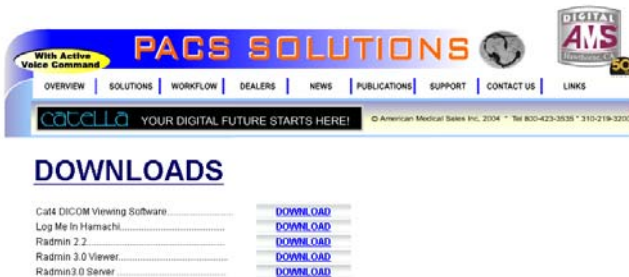 DIGITAL
AMS
Hawthorne, CA
50
With Active
Voice Command
PACS SOLUTIONS
OVERVIEW SOLUTIONS WORKFLOW DEALERS NEWS PUBLICATIONS SUPPORT CONTACT US LINKS
catella YOUR DIGITAL FUTURE STARTS HERE! © American Medical Sales Inc, 2004 * Tel 800-423-3535 * 310-219-3200
DOWNLOADS
Cat4 DICOM Viewing Software DOWNLOAD
Log Me In Hamachi DOWNLOAD
Radmin 2.2 DOWNLOAD
Radmin 3.0 Viewer DOWNLOAD
Radmin3.0 Server DOWNLOAD